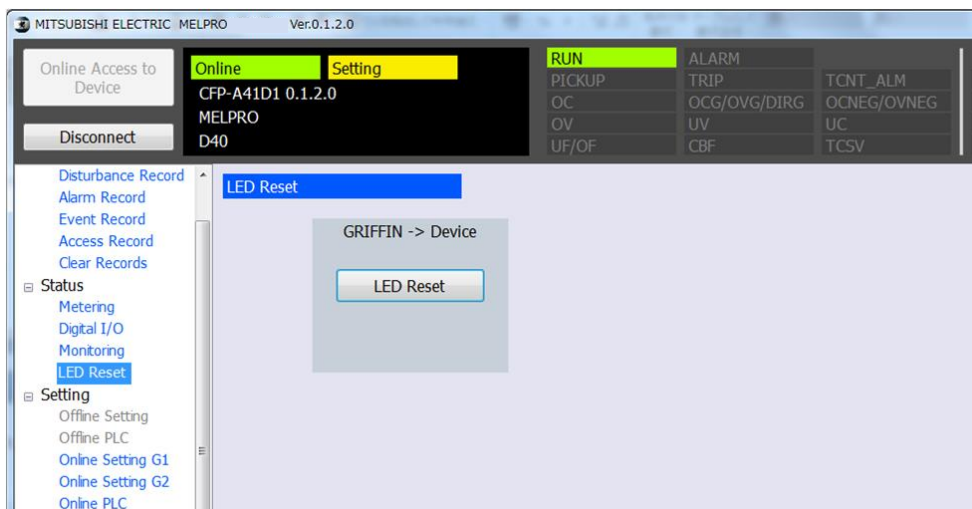 MITSUBISHI ELECTRIC MELPRO Ver.0.1.2.0
Online Access to
Device
Disconnect
Online Setting
CFP-A41D1 0.1.2.0
MELPRO
D40
RUN ALARM
PICKUP TRIP TCNT_ALM
OC OCG/OVG/DIRG OCNEG/OVNEG
OV UV UC
UF/OF CBF TCSV
Disturbance Record
Alarm Record
Event Record
Access Record
Clear Records
Status
Metering
Digital I/O
Monitoring
LED Reset
Setting
Offline Setting
Offline PLC
Online Setting G1
Online Setting G2
Online PLC
LED Reset
GRIFFIN -> Device
LED Reset